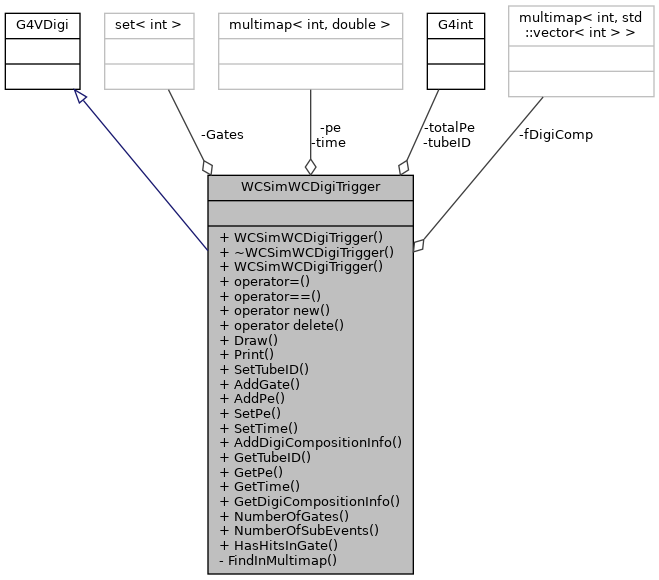 G4VDigi
set< int >
multimap< int, double >
G4int
multimap< int, std
::vector< int > >
-Gates
-pe
-time
-totalPe
-tubeID
-fDigiComp
WCSimWCDigiTrigger
+ WCSimWCDigiTrigger()
+ ~WCSimWCDigiTrigger()
+ WCSimWCDigiTrigger()
+ operator=()
+ operator==()
+ operator new()
+ operator delete()
+ Draw()
+ Print()
+ SetTubeID()
+ AddGate()
+ AddPe()
+ SetPe()
+ SetTime()
+ AddDigiCompositionInfo()
+ GetTubeID()
+ GetPe()
+ GetTime()
+ GetDigiCompositionInfo()
+ NumberOfGates()
+ NumberOfSubEvents()
+ HasHitsInGate()
- FindInMultimap()